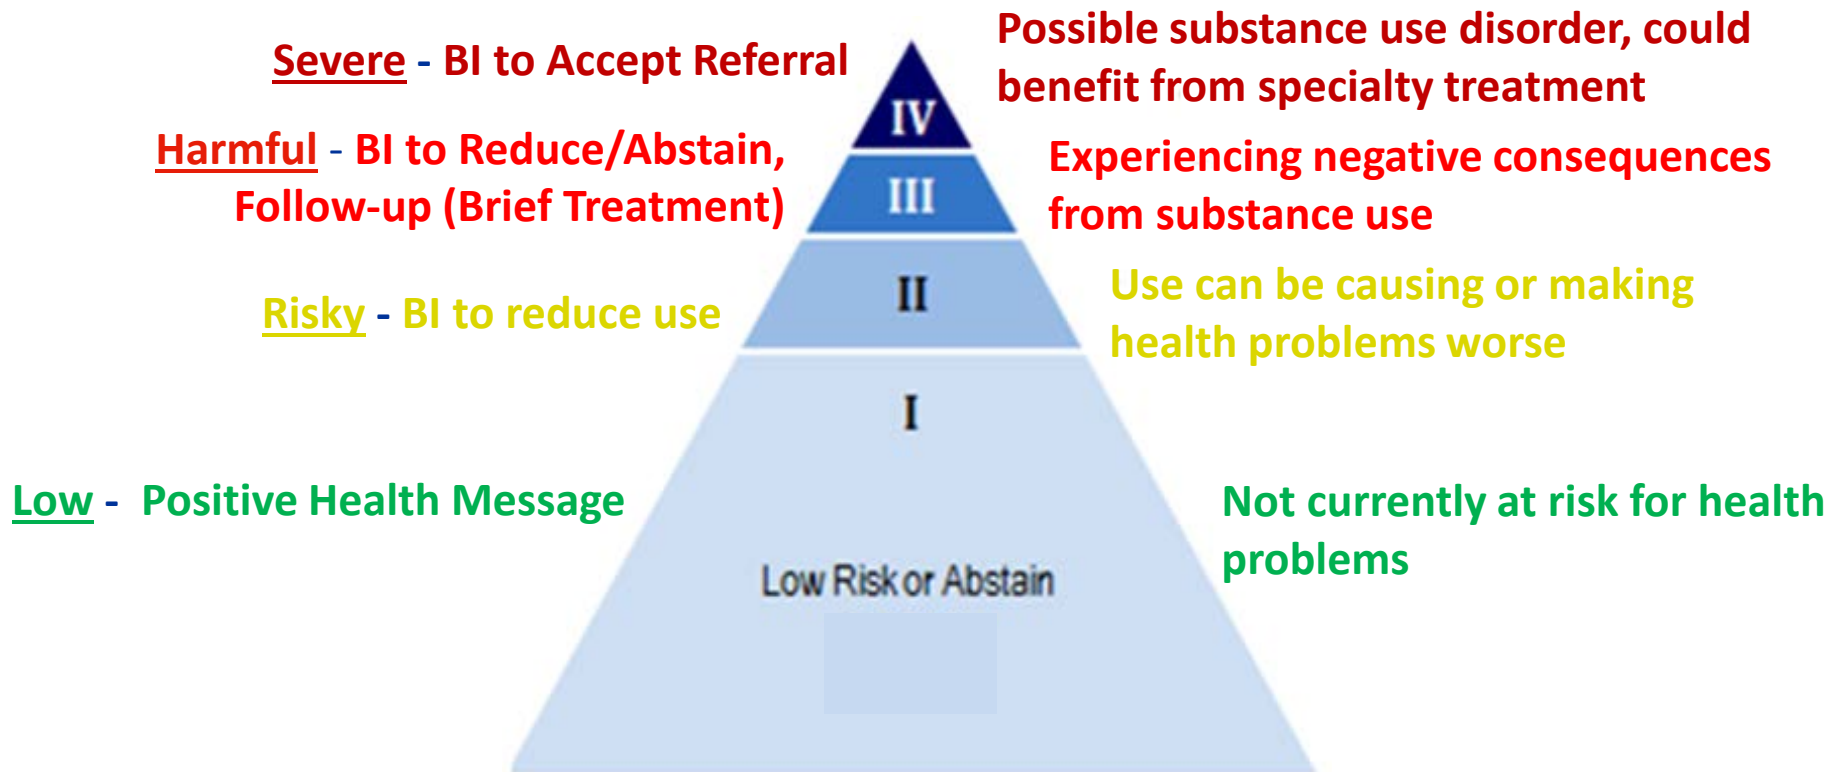 Severe - BI to Accept Referral
IV
Possible substance use disorder, could
benefit from specialty treatment
Harmful - BI to Reduce/Abstain,
Follow-up (Brief Treatment)
III
Experiencing negative consequences
from substance use
Risky - BI to reduce use
II
Use can be causing or making
health problems worse
I
Low - Positive Health Message
Low Risk or Abstain
Not currently at risk for health
problems